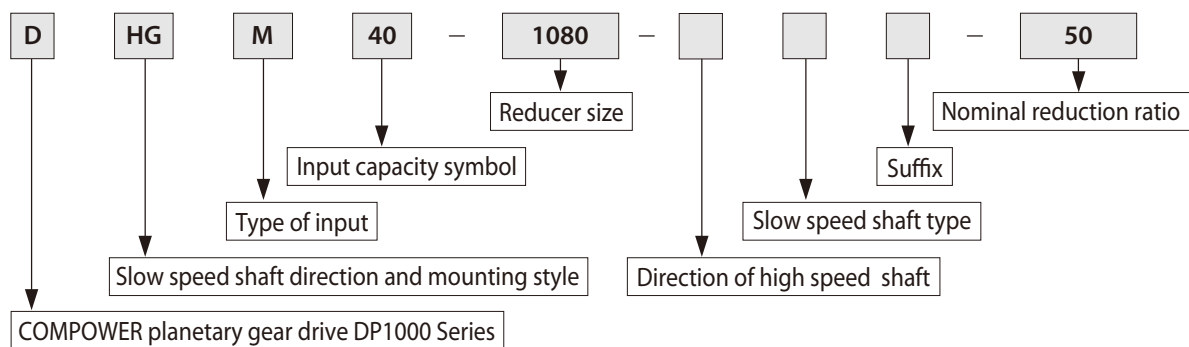 D HG M 40 – 1080 – – 50
Reducer size
Nominal reduction ratio
Input capacity symbol
Suffix
Type of input
Slow speed shaft type
Slow speed shaft direction and mounting style
Direction of high speed shaft
COMPOWER planetary gear drive DP1000 Series